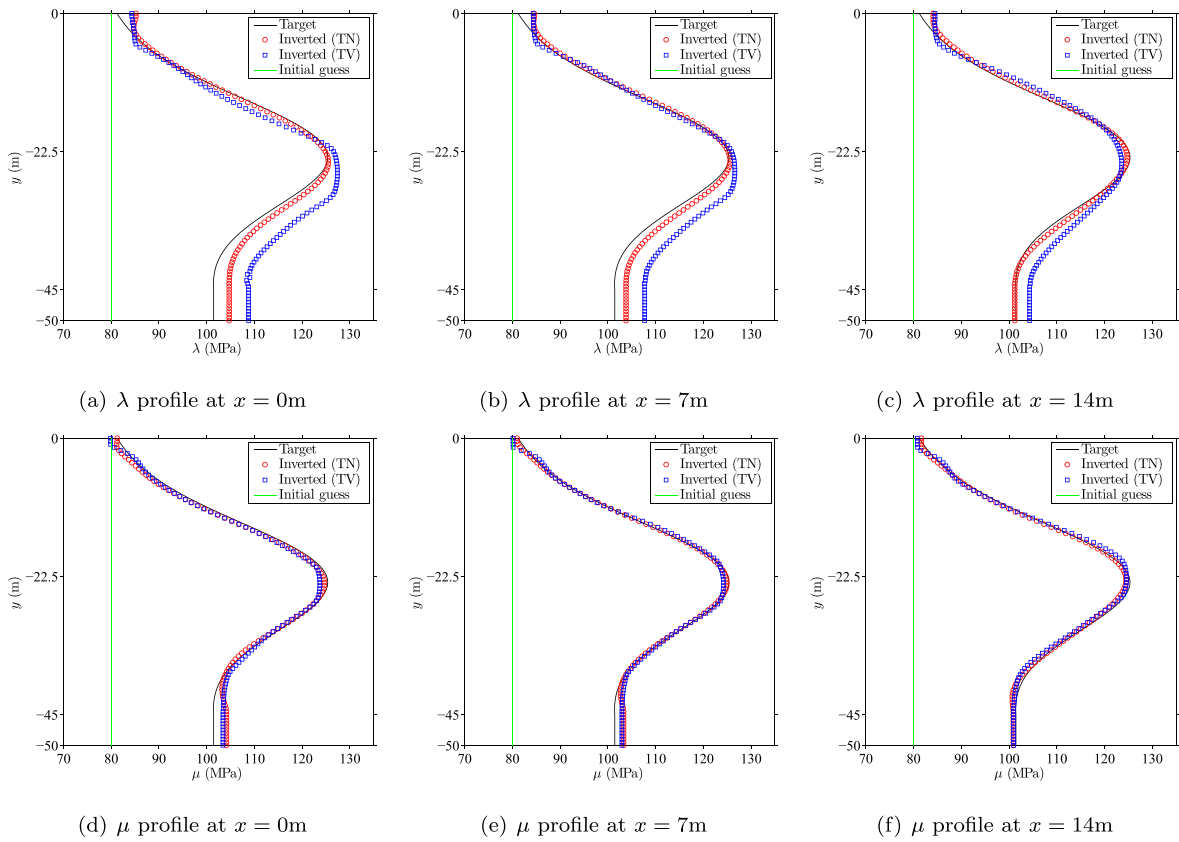 0
−22.5
−45
−50
70 80 90 100 110 120 130
y (m)
λ (MPa)
Target
Inverted (TN)
Inverted (TV)
Initial guess
(a) λ profile at x = 0m
0
−22.5
−45
−50
70 80 90 100 110 120 130
y (m)
λ (MPa)
Target
Inverted (TN)
Inverted (TV)
Initial guess
(b) λ profile at x = 7m
0
−22.5
−45
−50
70 80 90 100 110 120 130
y (m)
λ (MPa)
Target
Inverted (TN)
Inverted (TV)
Initial guess
(c) λ profile at x = 14m
0
−22.5
−45
−50
70 80 90 100 110 120 130
y (m)
μ (MPa)
Target
Inverted (TN)
Inverted (TV)
Initial guess
(d) μ profile at x = 0m
0
−22.5
−45
−50
70 80 90 100 110 120 130
y (m)
μ (MPa)
Target
Inverted (TN)
Inverted (TV)
Initial guess
(e) μ profile at x = 7m
0
−22.5
−45
−50
70 80 90 100 110 120 130
y (m)
μ (MPa)
Target
Inverted (TN)
Inverted (TV)
Initial guess
(f) μ profile at x = 14m